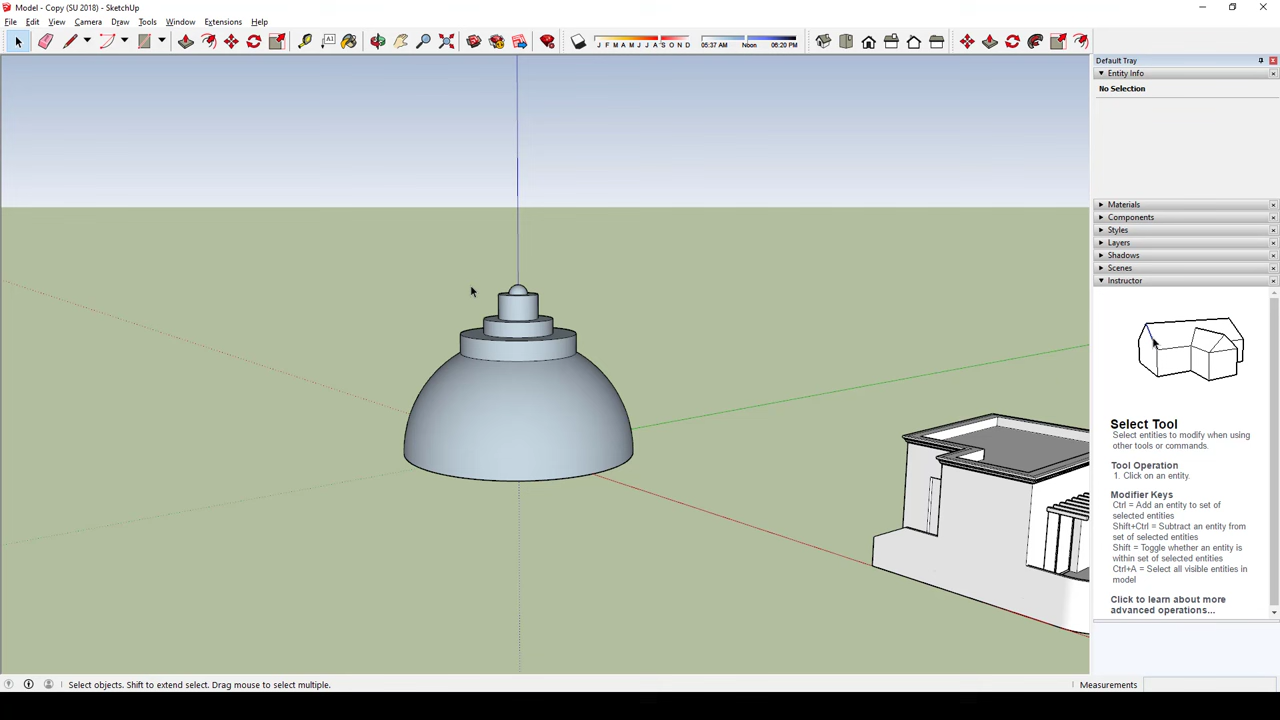 Model - Copy (SU 2018) - SketchUp
File Edit View Camera Draw Tools Window Extensions Help
J F M A M J J A S O N D 05:37 AM Noon 06:20 PM
Default Tray
Entity Info
No Selection
Materials
Components
Styles
Layers
Shadows
Scenes
Instructor
Select Tool
Select entities to modify when using
other tools or commands.
Tool Operation
1. Click on an entity.
Modifier Keys
Ctrl = Add an entity to set of
selected entities
Shift+Ctrl = Subtract an entity from
set of selected entities
Shift = Toggle whether an entity is
within set of selected entities
Ctrl+A = Select all visible entities in
model
Click to learn about more
advanced operations...
Select objects. Shift to extend select. Drag mouse to select multiple.
Measurements